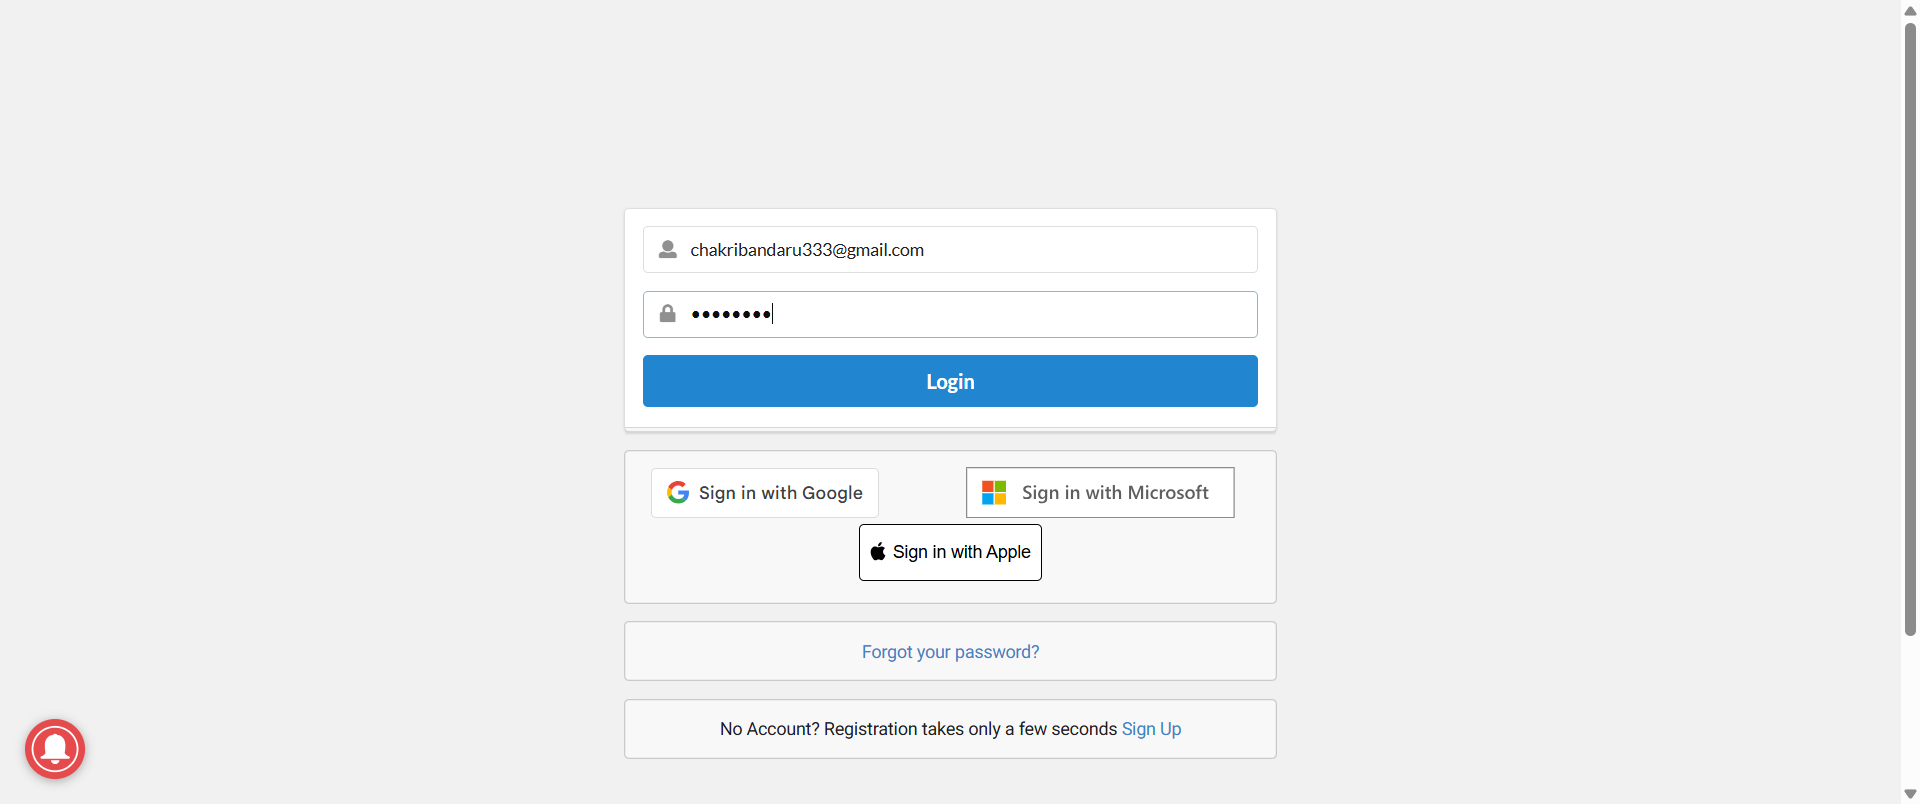 chakribandaru333@gmail.com
••••••••
Login
Sign in with Google
Sign in with Microsoft
Sign in with Apple
Forgot your password?
No Account? Registration takes only a few seconds Sign Up